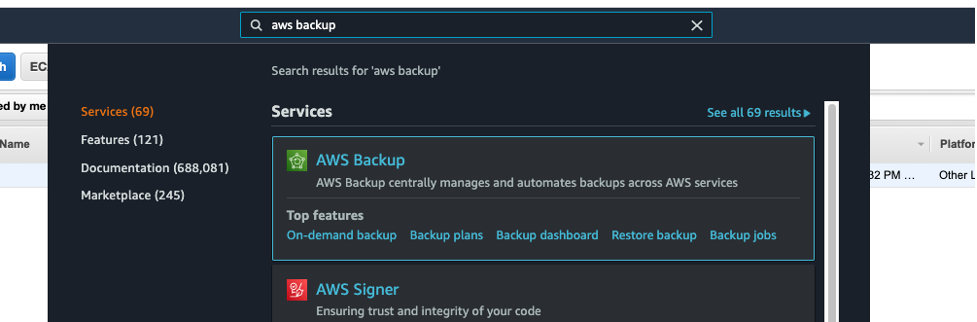 aws backup
h EC
Search results for 'aws backup'
ed by me
Services (69)
Services
See all 69 results
Name
Features (121)
Platfor
AWS Backup
Documentation (688,081)
AWS Backup centrally manages and automates backups across AWS services
32 PM ...
Other L
Marketplace (245)
Top features
On-demand backup Backup plans Backup dashboard Restore backup Backup jobs
AWS Signer
Ensuring trust and integrity of your code